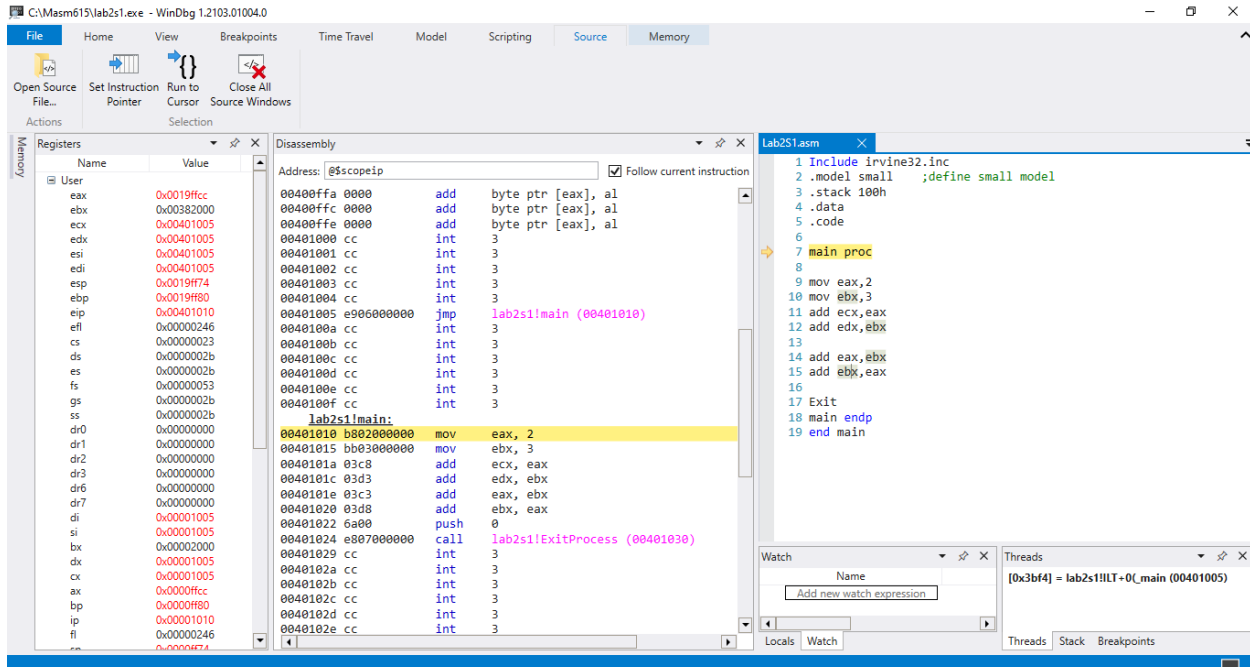 C:\Masm615\lab2s1.exe - WinDbg 1.2103.01004.0
File Home View Breakpoints Time Travel Model Scripting Source Memory
Open Source File...
Set Instruction Pointer
Run to Cursor
Close All Source Windows
Actions
Selection
Memory
Registers
Name Value
User
eax 0x0019ffcc
ebx 0x00382000
ecx 0x00401005
edx 0x00401005
esi 0x00401005
edi 0x00401005
esp 0x0019ff74
ebp 0x0019ff80
eip 0x00401010
efl 0x00000246
cs 0x00000023
ds 0x0000002b
es 0x0000002b
fs 0x00000053
gs 0x0000002b
ss 0x0000002b
dr0 0x00000000
dr1 0x00000000
dr2 0x00000000
dr3 0x00000000
dr6 0x00000000
dr7 0x00000000
di 0x00001005
si 0x00001005
bx 0x00002000
dx 0x00001005
cx 0x00001005
ax 0x0000ffcc
bp 0x0000ff80
ip 0x00001010
fl 0x00000246
0x0000ff74
Disassembly
Address: @$scopeip Follow current instruction
00400ffa 0000 add byte ptr [eax], al
00400ffc 0000 add byte ptr [eax], al
00400ffe 0000 add byte ptr [eax], al
00401000 cc int 3
00401001 cc int 3
00401002 cc int 3
00401003 cc int 3
00401004 cc int 3
00401005 e906000000 jmp lab2s1!main (00401010)
0040100a cc int 3
0040100b cc int 3
0040100c cc int 3
0040100d cc int 3
0040100e cc int 3
0040100f cc int 3
lab2s1!main:
00401010 b802000000 mov eax, 2
00401015 bb03000000 mov ebx, 3
0040101a 03c8 add ecx, eax
0040101c 03d3 add edx, ebx
0040101e 03c3 add eax, ebx
00401020 03d8 add ebx, eax
00401022 6a00 push 0
00401024 e807000000 call lab2s1!ExitProcess (00401030)
00401029 cc int 3
0040102a cc int 3
0040102b cc int 3
0040102c cc int 3
0040102d cc int 3
0040102e cc int 3
Lab2S1.asm
1 Include irvine32.inc
2 .model small ;define small model
3 .stack 100h
4 .data
5 .code
6
7 main proc
8
9 mov eax,2
10 mov ebx,3
11 add ecx,eax
12 add edx,ebx
13
14 add eax,ebx
15 add ebx,eax
16
17 Exit
18 main endp
19 end main
Watch
Name
Add new watch expression
Locals Watch
Threads
[0x3bf4] = lab2s1!ILT+0(_main (00401005)
Threads Stack Breakpoints